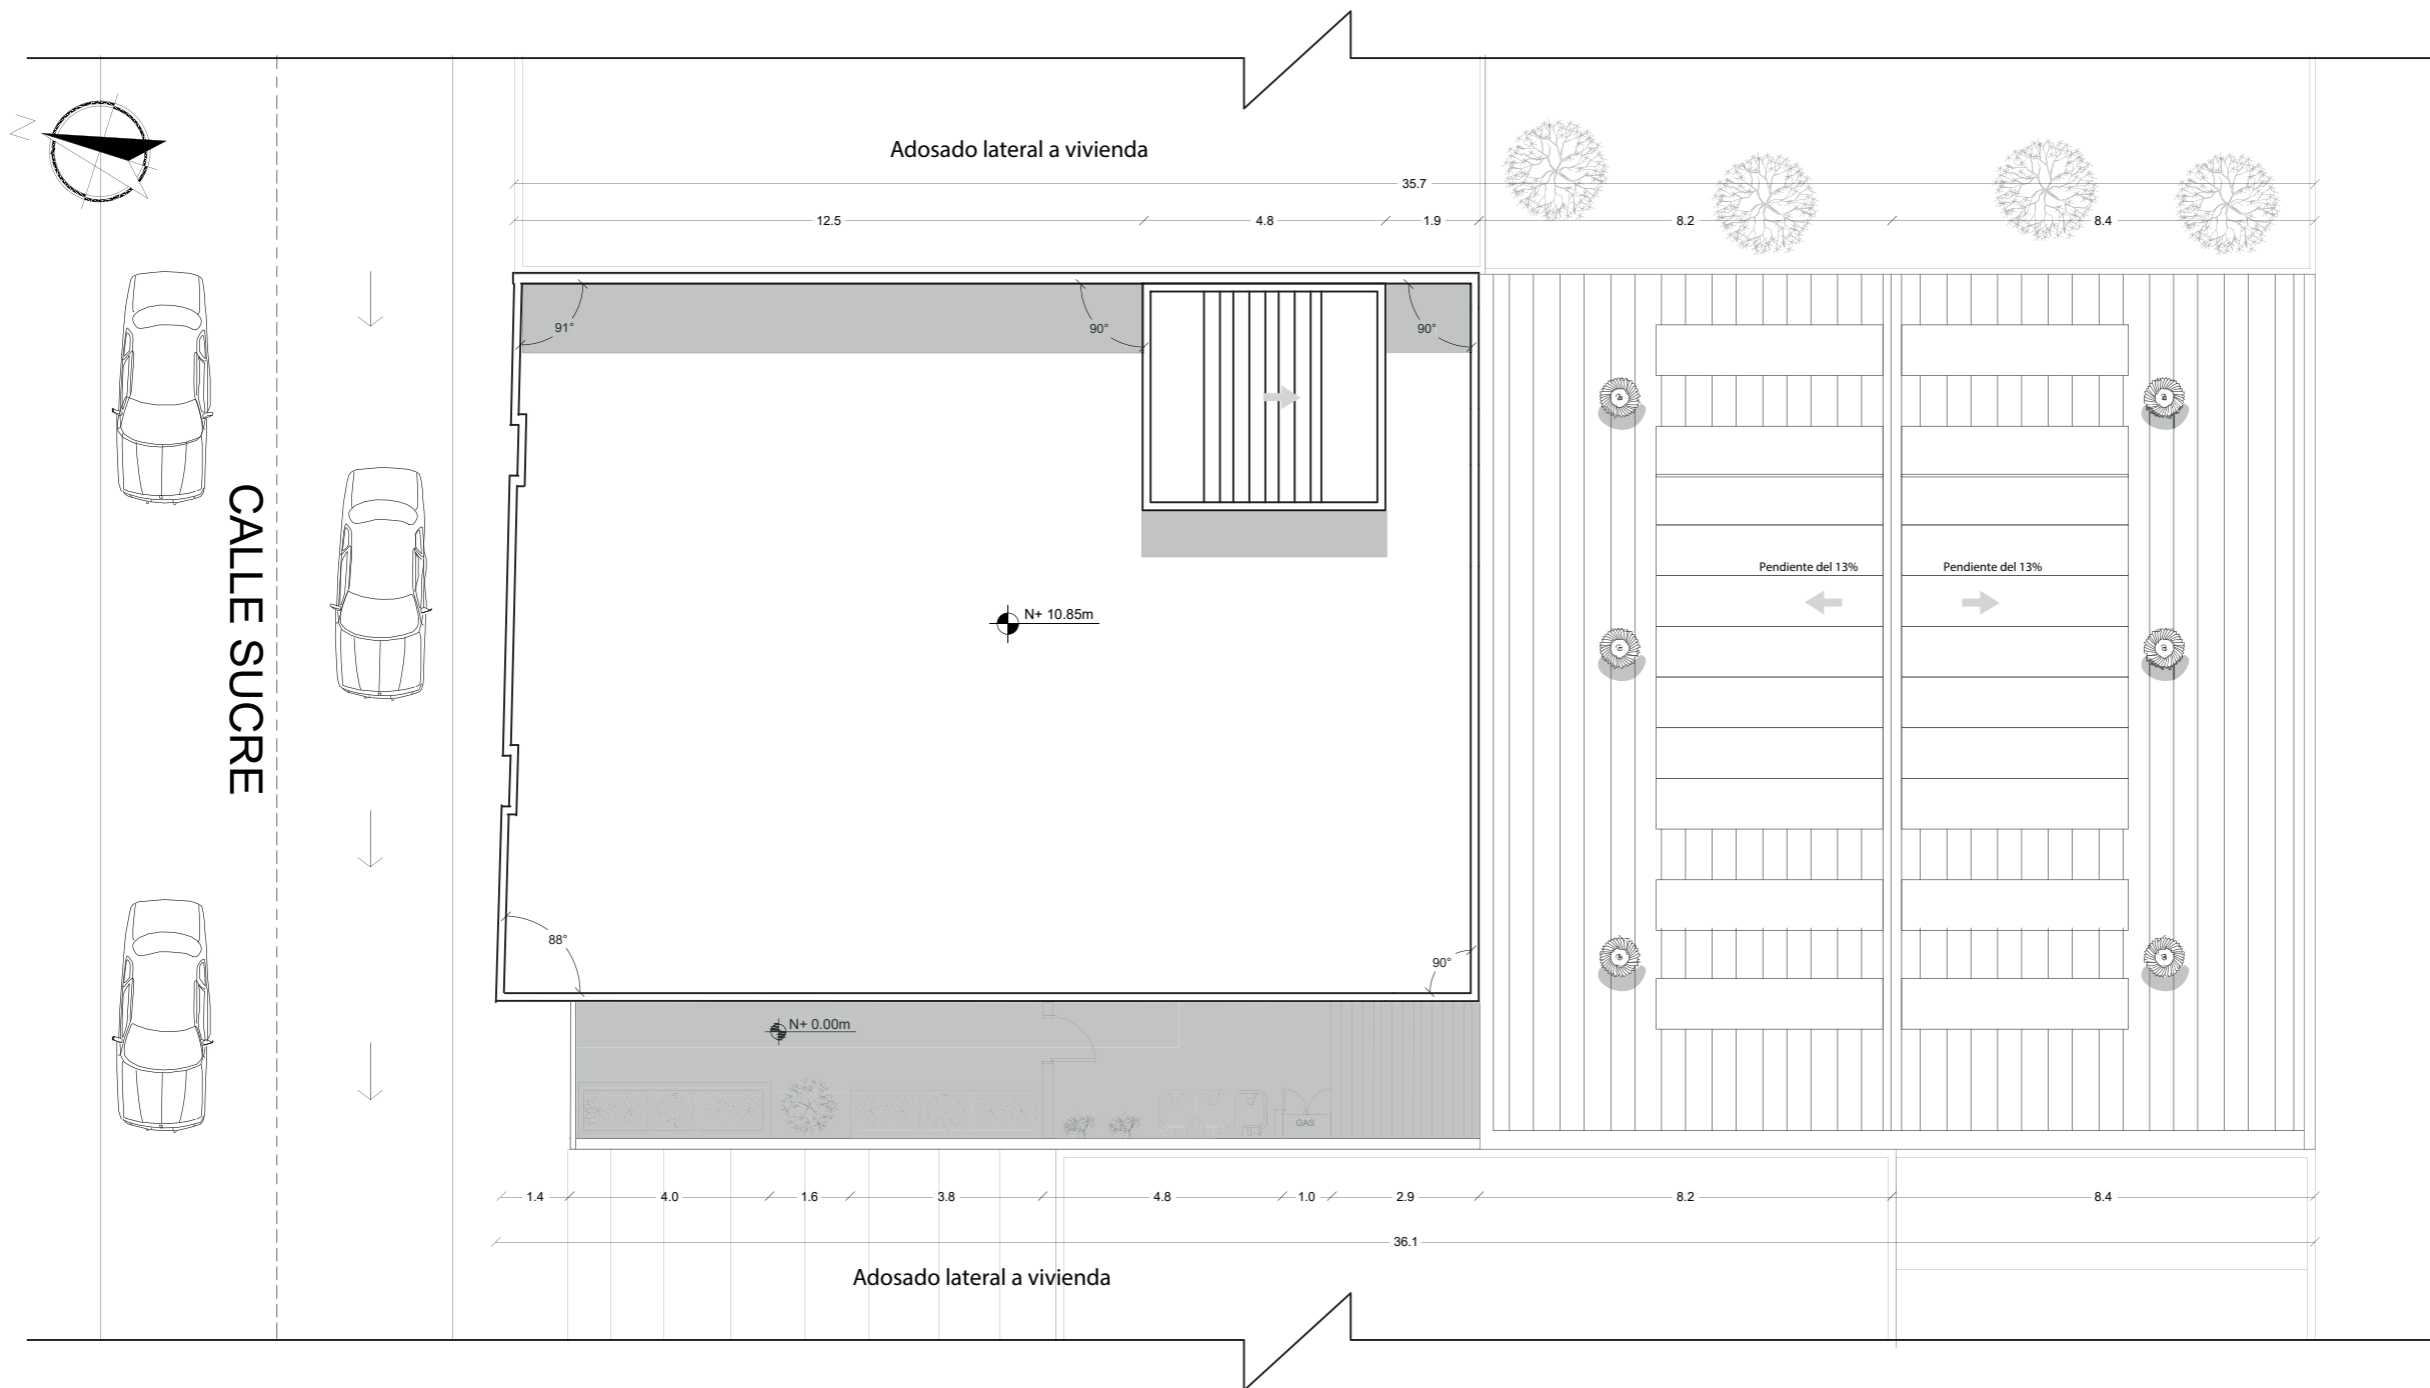 N
Adosado lateral a vivienda
35.7
12.5
4.8
1.9
8.2
8.4
91°
90°
90°
CALLE SUCRE
Pendiente del 13%
Pendiente del 13%
N+ 10.85m
88°
90°
N+ 0.00m
GAS
1.4
4.0
1.6
3.8
4.8
1.0
2.9
8.2
8.4
36.1
Adosado lateral a vivienda